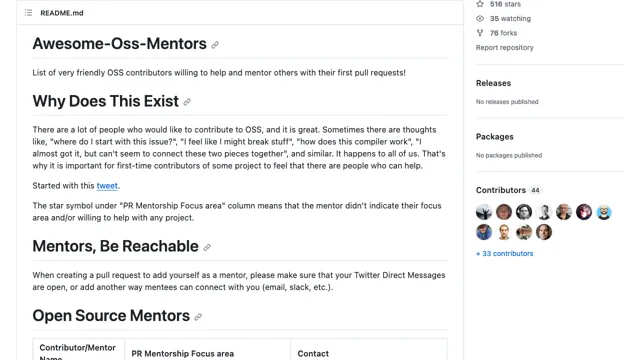 README.md
Awesome-Oss-Mentors
List of very friendly OSS contributors willing to help and mentor others with their first pull requests!
Why Does This Exist
There are a lot of people who would like to contribute to OSS, and it is great. Sometimes there are thoughts
like, "where do I start with this issue?", "I feel like I might break stuff", "how does this compiler work", "I
almost got it, but can't seem to connect these two pieces together", and similar. It happens to all of us. That's
why it is important for first-time contributors of some project to feel that there are people who can help.
Started with this tweet.
The star symbol under "PR Mentorship Focus area" column means that the mentor didn't indicate their focus
area and/or willing to help with any project.
Mentors, Be Reachable
When creating a pull request to add yourself as a mentor, please make sure that your Twitter Direct Messages
are open, or add another way mentees can connect with you (email, slack, etc.).
Open Source Mentors
Contributor/Mentor
Name
PR Mentorship Focus area
Contact
516 stars
35 watching
76 forks
Report repository
Releases
No releases published
Packages
No packages published
Contributors 44
+ 33 contributors